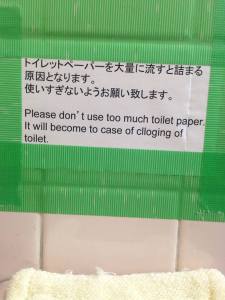 トイレットペーパーを大量に流すと詰まる
原因となります。
使いすぎないようお願い致します。
Please don't use too much toilet paper.
It will become to case of clloging of
toilet.